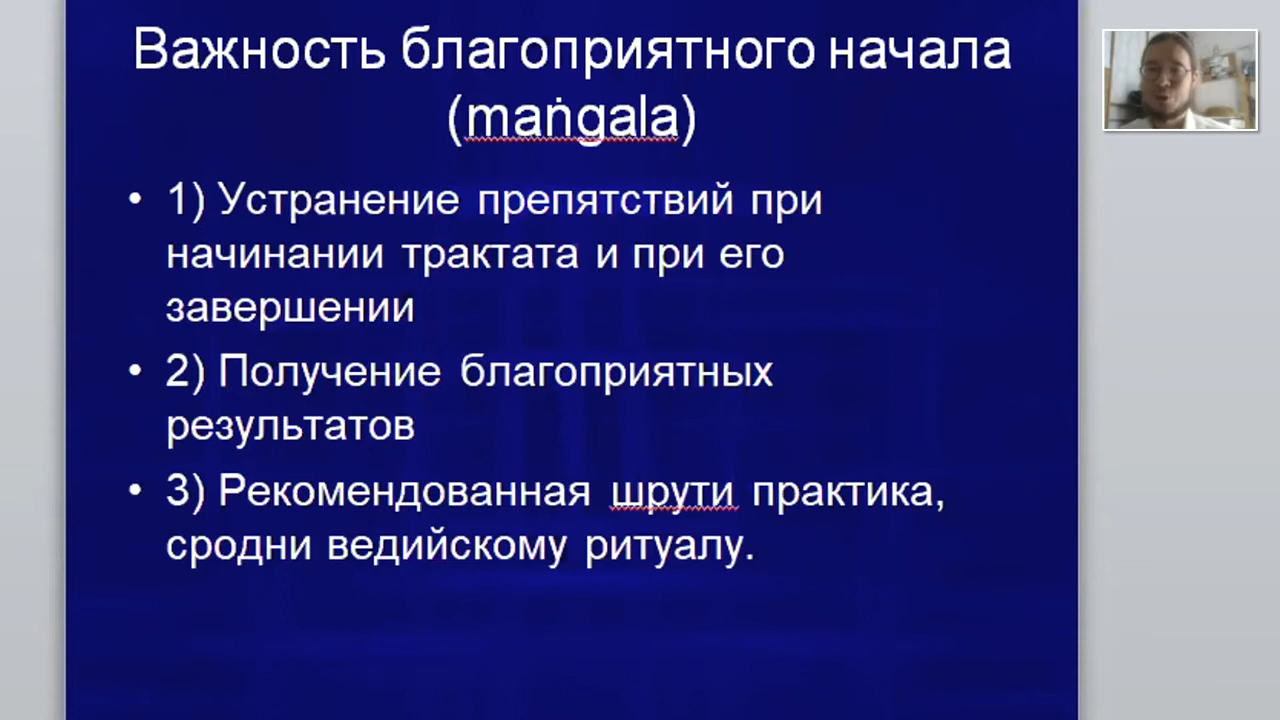 Важность благоприятного начала
(maṅgala)
• 1) Устранение препятствий при
начинании трактата и при его
завершении
• 2) Получение благоприятных
результатов
• 3) Рекомендованная шрути практика,
сродни ведийскому ритуалу.